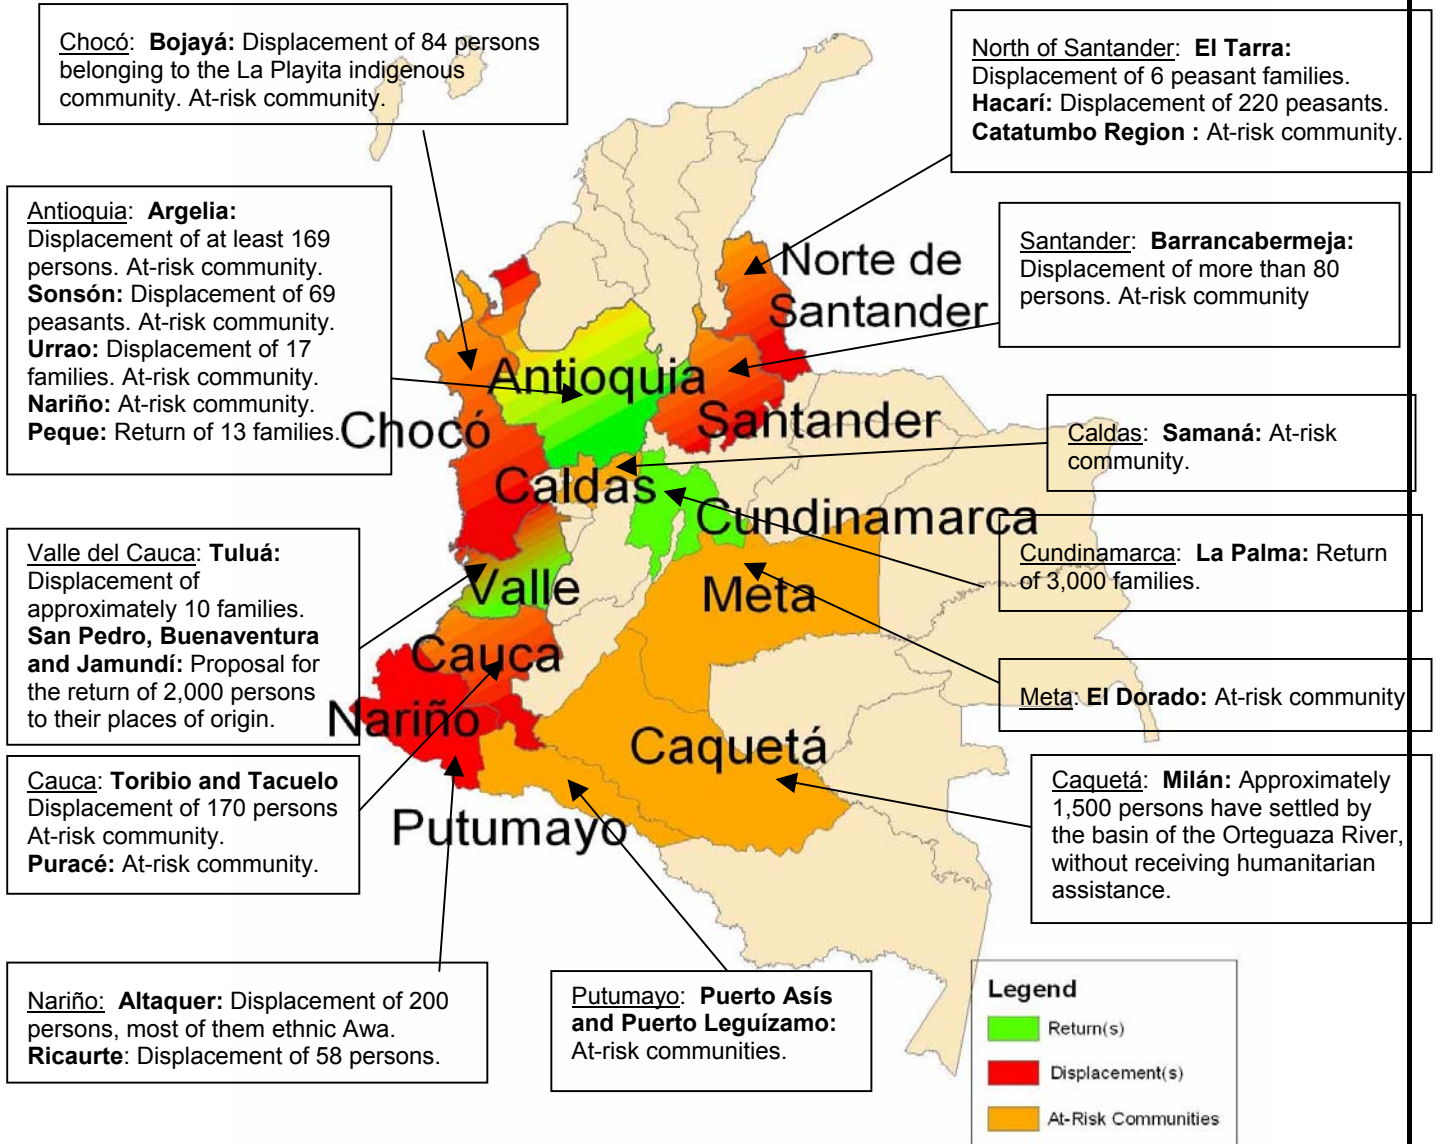 Chocó: Bojayá: Displacement of 84 persons
belonging to the La Playita indigenous
community. At-risk community.
North of Santander: El Tarra:
Displacement of 6 peasant families.
Hacarí: Displacement of 220 peasants.
Catatumbo Region : At-risk community.
Antioquia: Argelia:
Displacement of at least 169
persons. At-risk community.
Sonsón: Displacement of 69
peasants. At-risk community.
Urrao: Displacement of 17
families. At-risk community.
Nariño: At-risk community.
Peque: Return of 13 families.
Santander: Barrancabermeja:
Displacement of more than 80
persons. At-risk community
Norte de
Santander
Antioquia
Chocó
Santander
Caldas
Cundinamarca
Valle
Meta
Cauca
Nariño
Caquetá
Putumayo
Caldas: Samaná: At-risk
community.
Cundinamarca: La Palma: Return
of 3,000 families.
Valle del Cauca: Tuluá:
Displacement of
approximately 10 families.
San Pedro, Buenaventura
and Jamundí: Proposal for
the return of 2,000 persons
to their places of origin.
Meta: El Dorado: At-risk community
Cauca: Toribio and Tacuelo
Displacement of 170 persons
At-risk community.
Puracé: At-risk community.
Caquetá: Milán: Approximately
1,500 persons have settled by
the basin of the Orteguaza River,
without receiving humanitarian
assistance.
Nariño: Altaquer: Displacement of 200
persons, most of them ethnic Awa.
Ricaurte: Displacement of 58 persons.
Putumayo: Puerto Asís
and Puerto Leguízamo:
At-risk communities.
Legend
Return(s)
Displacement(s)
At-Risk Communities